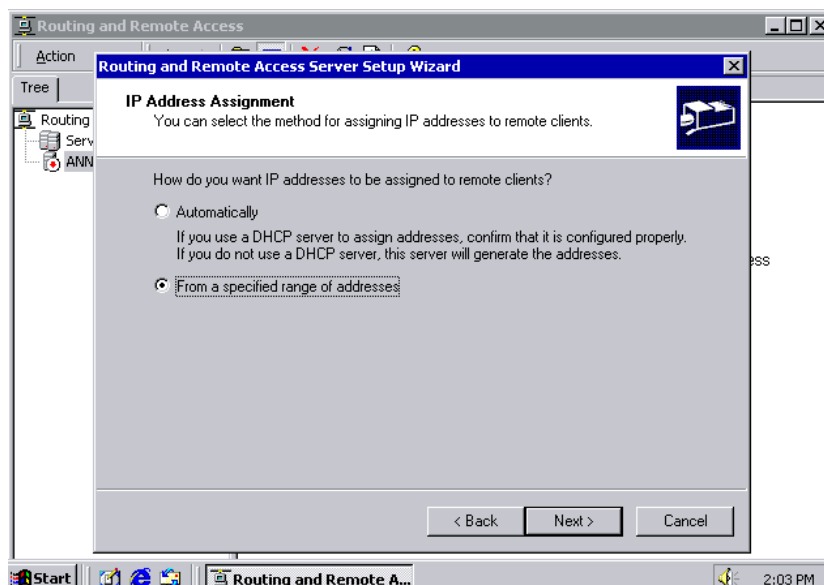 Routing and Remote Access
Action
Routing and Remote Access Server Setup Wizard
Tree
IP Address Assignment
You can select the method for assigning IP addresses to remote clients.
Routing
Serv
ANN
How do you want IP addresses to be assigned to remote clients?
Automatically
If you use a DHCP server to assign addresses, confirm that it is configured properly.
If you do not use a DHCP server, this server will generate the addresses.
ess
From a specified range of addresses
< Back
Next >
Cancel
Start
Routing and Remote A...
2:03 PM